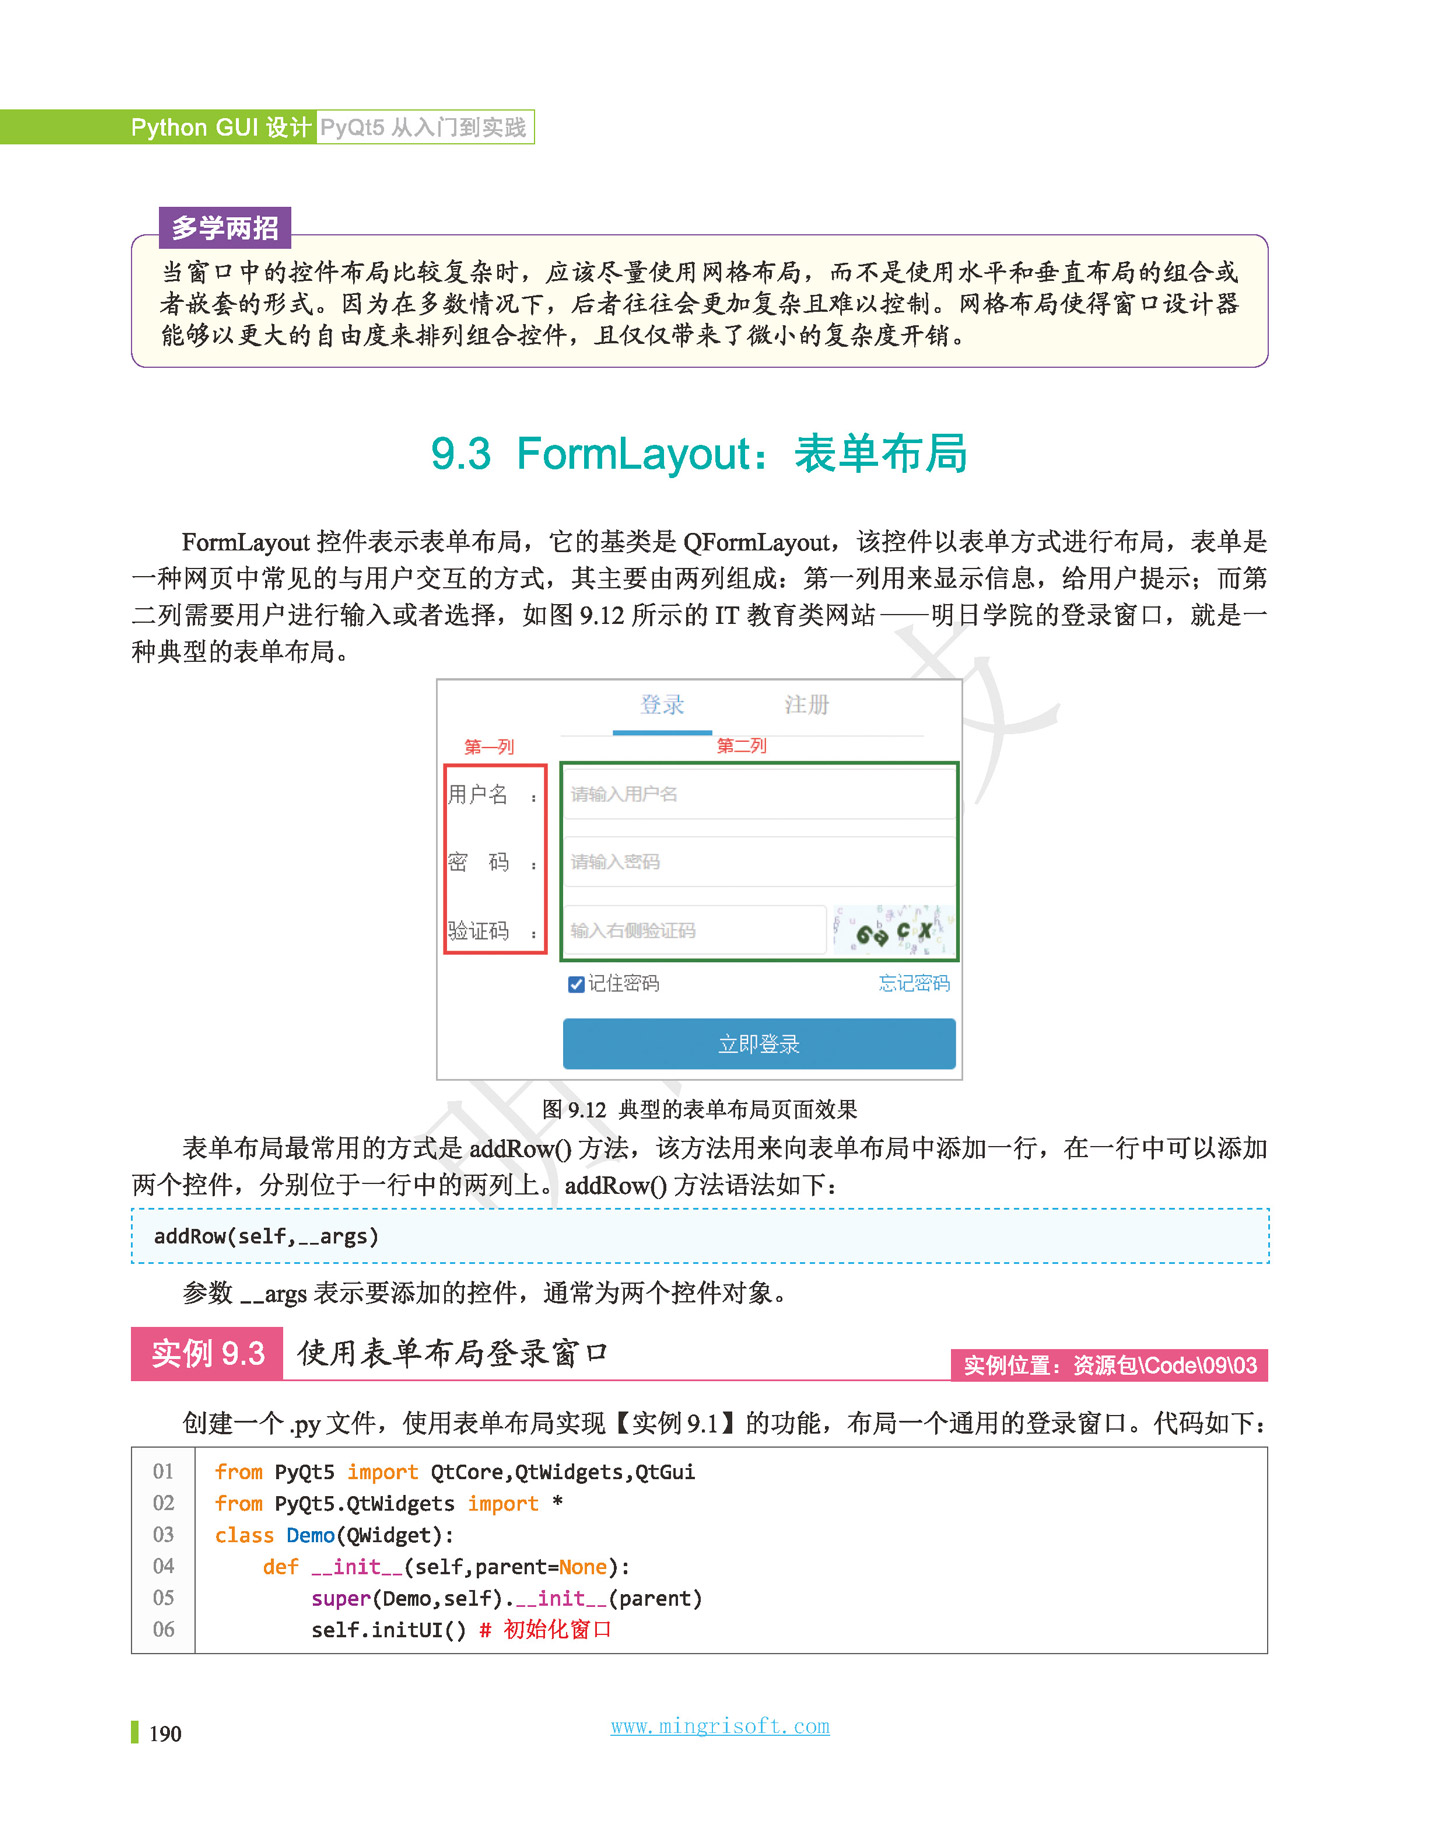 Python GUI 设计 PyQt5 从入门到实践
多学两招
当窗口中的控件布局比较复杂时，应该尽量使用网格布局，而不是使用水平和垂直布局的组合或
者嵌套的形式。因为在多数情况下，后者往往会更加复杂且难以控制。网格布局使得窗口设计器
能够以更大的自由度来排列组合控件，且仅仅带来了微小的复杂度开销。
9.3 FormLayout：表单布局
FormLayout 控件表示表单布局，它的基类是 QFormLayout，该控件以表单方式进行布局，表单是
一种网页中常见的与用户交互的方式，其主要由两列组成：第一列用来显示信息，给用户提示；而第
二列需要用户进行输入或者选择，如图 9.12 所示的 IT 教育类网站——明日学院的登录窗口，就是一
种典型的表单布局。
登录 注册
第一列 第二列
用户名 ： 请输入用户名
密 码 ： 请输入密码
验证码 ： 输入右侧验证码 6acx
记住密码 忘记密码
立即登录
图 9.12 典型的表单布局页面效果
表单布局最常用的方式是 addRow() 方法，该方法用来向表单布局中添加一行，在一行中可以添加
两个控件，分别位于一行中的两列上。addRow() 方法语法如下：
addRow(self,__args)
参数 __args 表示要添加的控件，通常为两个控件对象。
实例 9.3 使用表单布局登录窗口
实例位置：资源包\Code\09\03
创建一个 .py 文件，使用表单布局实现【实例 9.1】的功能，布局一个通用的登录窗口。代码如下：
01 from PyQt5 import QtCore,QtWidgets,QtGui
02 from PyQt5.QtWidgets import *
03 class Demo(QWidget):
04     def __init__(self,parent=None):
05         super(Demo,self).__init__(parent)
06         self.initUI() # 初始化窗口
190
www.mingrisoft.com